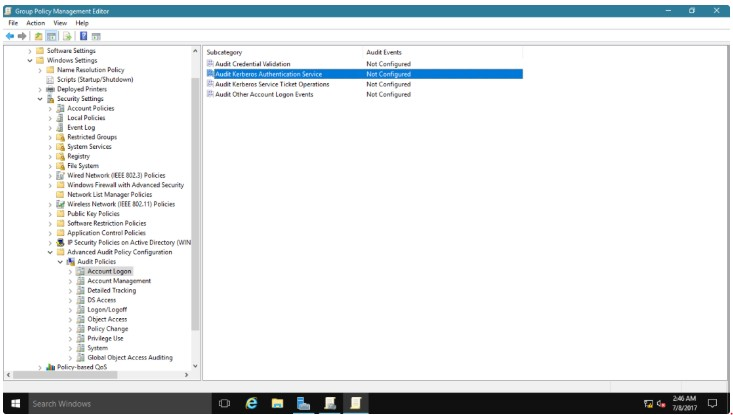 Group Policy Management Editor
File Action View Help
Software Settings
Windows Settings
Name Resolution Policy
Scripts (Startup/Shutdown)
Deployed Printers
Security Settings
Account Policies
Local Policies
Event Log
Restricted Groups
System Services
Registry
File System
Wired Network (IEEE 802.3) Policies
Windows Firewall with Advanced Security
Network List Manager Policies
Wireless Network (IEEE 802.11) Policies
Public Key Policies
Software Restriction Policies
Application Control Policies
IP Security Policies on Active Directory (WIN
Advanced Audit Policy Configuration
Audit Policies
Account Logon
Account Management
Detailed Tracking
DS Access
Logon/Logoff
Object Access
Policy Change
Privilege Use
System
Global Object Access Auditing
Policy-based QoS
Subcategory Audit Events
Audit Credential Validation Not Configured
Audit Kerberos Authentication Service Not Configured
Audit Kerberos Service Ticket Operations Not Configured
Audit Other Account Logon Events Not Configured
Search Windows
2:46 AM
7/8/2017